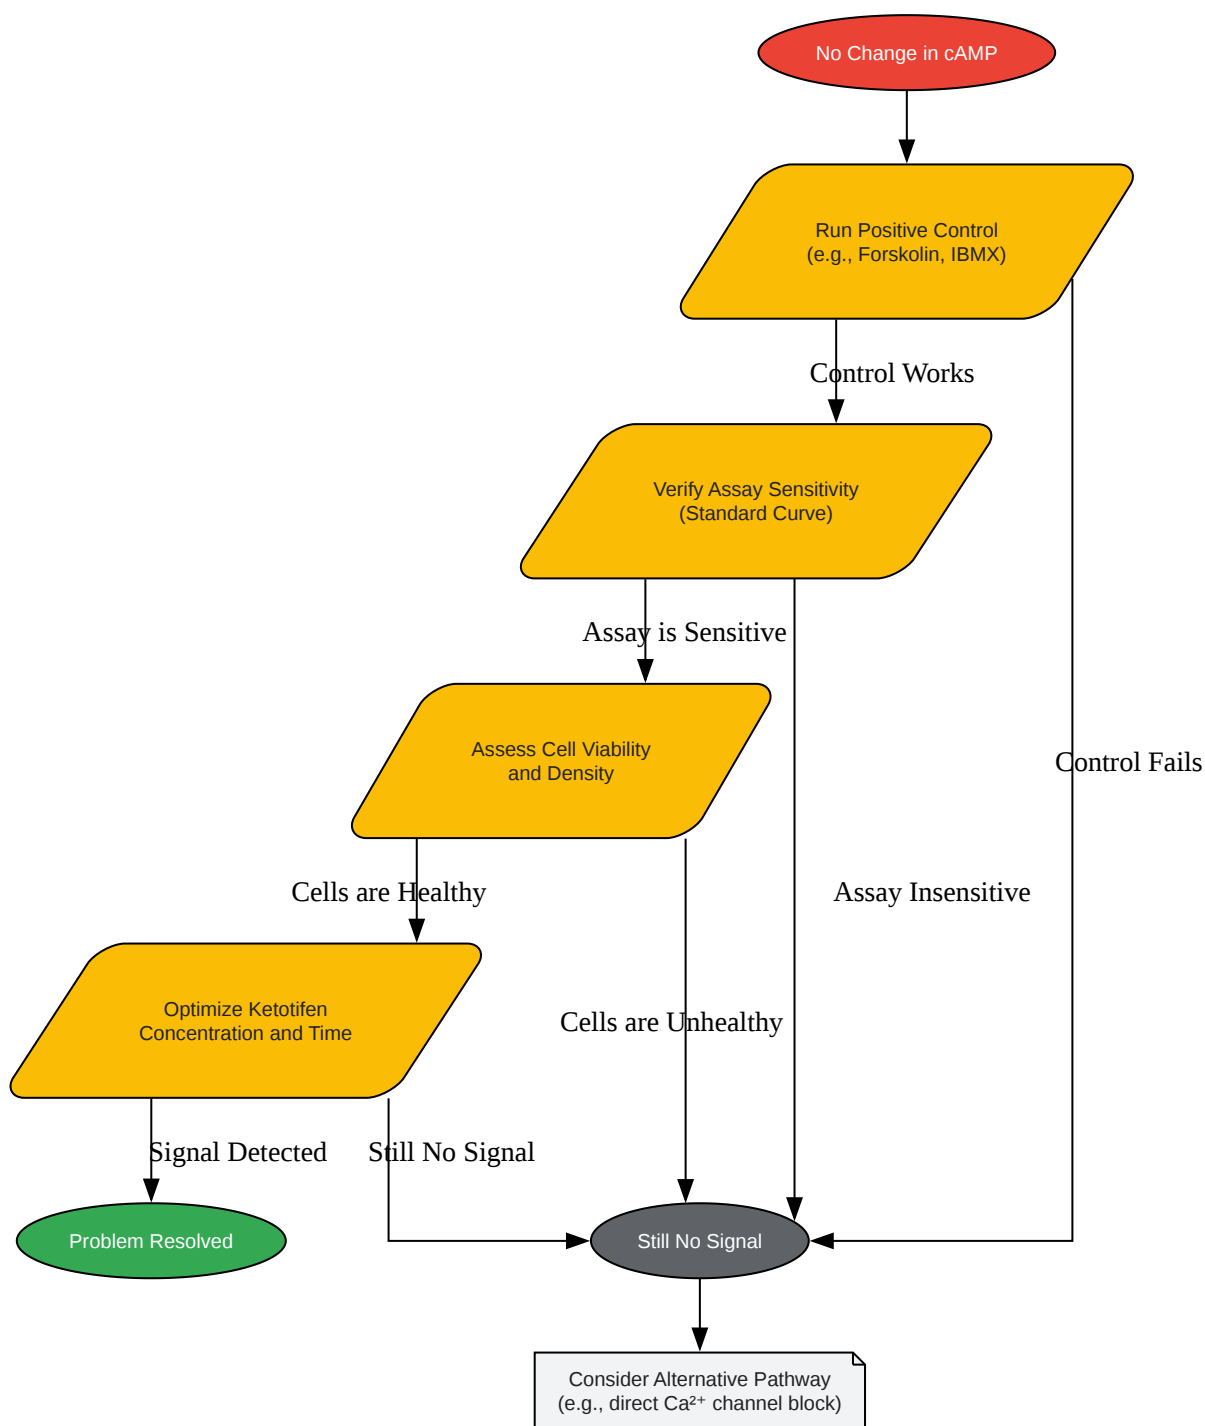 No Change in cAMP
Run Positive Control
(e.g., Forskolin, IBMX)
Control Works
Verify Assay Sensitivity
(Standard Curve)
Assay is Sensitive
Assess Cell Viability
and Density
Control Fails
Cells are Healthy
Assay Insensitive
Optimize Ketotifen
Concentration and Time
Cells are Unhealthy
Signal Detected
Still No Signal
Problem Resolved
Still No Signal
Consider Alternative Pathway
(e.g., direct Ca²⁺ channel block)